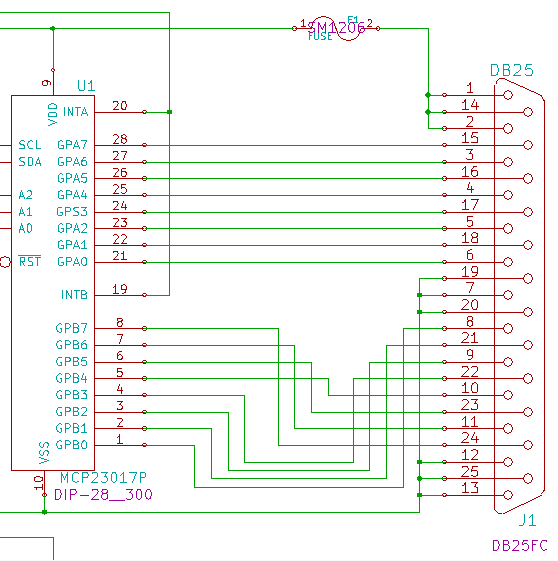 1 SM1206 F1 2
FUSE
U1
DB25
9
VDD
INTA 20
SCL GPA7 28
SDA GPA6 27
GPA5 26
A2 GPA4 25
A1 GPS3 24
A0 GPA2 23
GPA1 22
RST GPA0 21
INTB 19
GPB7 8
GPB6 7
GPB5 6
GPB4 5
GPB3 4
GPB2 3
GPB1 2
GPB0 1
VSS
10
MCP23017P
DIP-28__300
1
14
2
15
3
16
4
17
5
18
6
19
7
20
8
21
9
22
10
23
11
24
12
25
13
J1
DB25FC